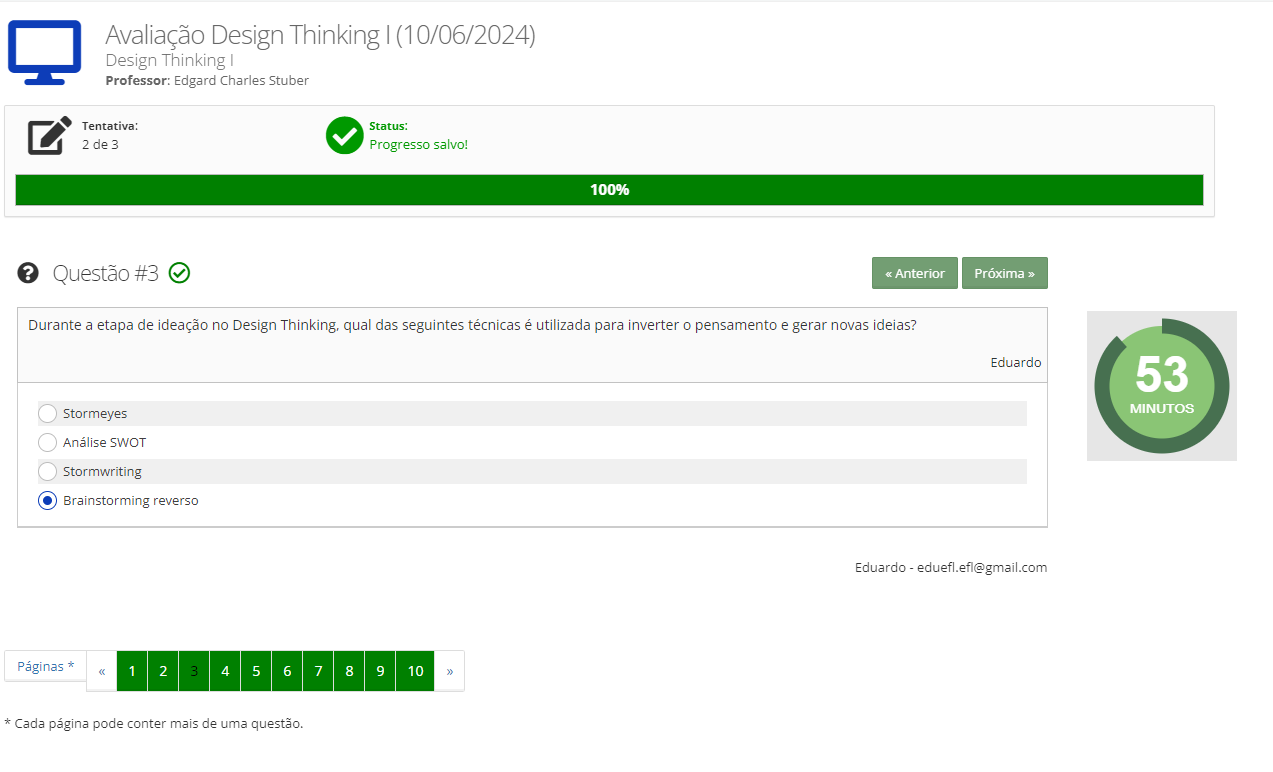 Avaliação Design Thinking I (10/06/2024)
Design Thinking I
Professor: Edgard Charles Stuber
Tentativa:
2 de 3
Status:
Progresso salvo!
100%
Questão #3
« Anterior
Próxima »
Durante a etapa de ideação no Design Thinking, qual das seguintes técnicas é utilizada para inverter o pensamento e gerar novas ideias?
Eduardo
53
MINUTOS
Stormeyes
Análise SWOT
Stormwriting
Brainstorming reverso
Eduardo - eduefl.efl@gmail.com
Páginas * « 1 2 3 4 5 6 7 8 9 10 »
* Cada página pode conter mais de uma questão.